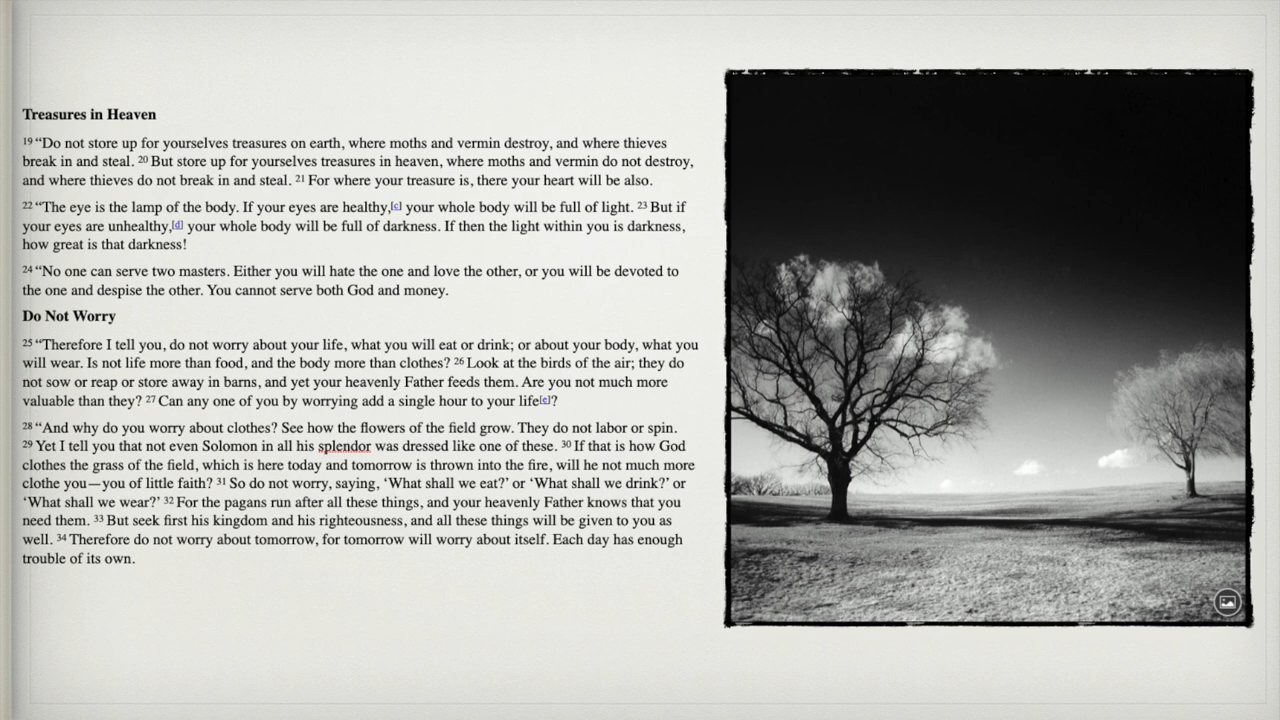 Treasures in Heaven
19 “Do not store up for yourselves treasures on earth, where moths and vermin destroy, and where thieves
break in and steal. 20 But store up for yourselves treasures in heaven, where moths and vermin do not destroy,
and where thieves do not break in and steal. 21 For where your treasure is, there your heart will be also.
22 “The eye is the lamp of the body. If your eyes are healthy,[c] your whole body will be full of light. 23 But if
your eyes are unhealthy,[d] your whole body will be full of darkness. If then the light within you is darkness,
how great is that darkness!
24 “No one can serve two masters. Either you will hate the one and love the other, or you will be devoted to
the one and despise the other. You cannot serve both God and money.
Do Not Worry
25 “Therefore I tell you, do not worry about your life, what you will eat or drink; or about your body, what you
will wear. Is not life more than food, and the body more than clothes? 26 Look at the birds of the air; they do
not sow or reap or store away in barns, and yet your heavenly Father feeds them. Are you not much more
valuable than they? 27 Can any one of you by worrying add a single hour to your life[e]?
28 “And why do you worry about clothes? See how the flowers of the field grow. They do not labor or spin.
29 Yet I tell you that not even Solomon in all his splendor was dressed like one of these. 30 If that is how God
clothes the grass of the field, which is here today and tomorrow is thrown into the fire, will he not much more
clothe you—you of little faith? 31 So do not worry, saying, ‘What shall we eat?’ or ‘What shall we drink?’ or
‘What shall we wear?’ 32 For the pagans run after all these things, and your heavenly Father knows that you
need them. 33 But seek first his kingdom and his righteousness, and all these things will be given to you as
well. 34 Therefore do not worry about tomorrow, for tomorrow will worry about itself. Each day has enough
trouble of its own.